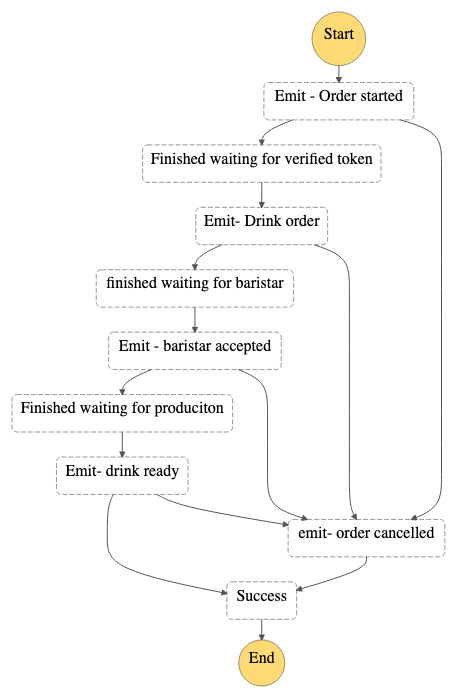 Start
Emit - Order started
Finished waiting for verified token
Emit- Drink order
finished waiting for baristar
Emit - baristar accepted
Finished waiting for produciton
Emit- drink ready
emit- order cancelled
Success
End